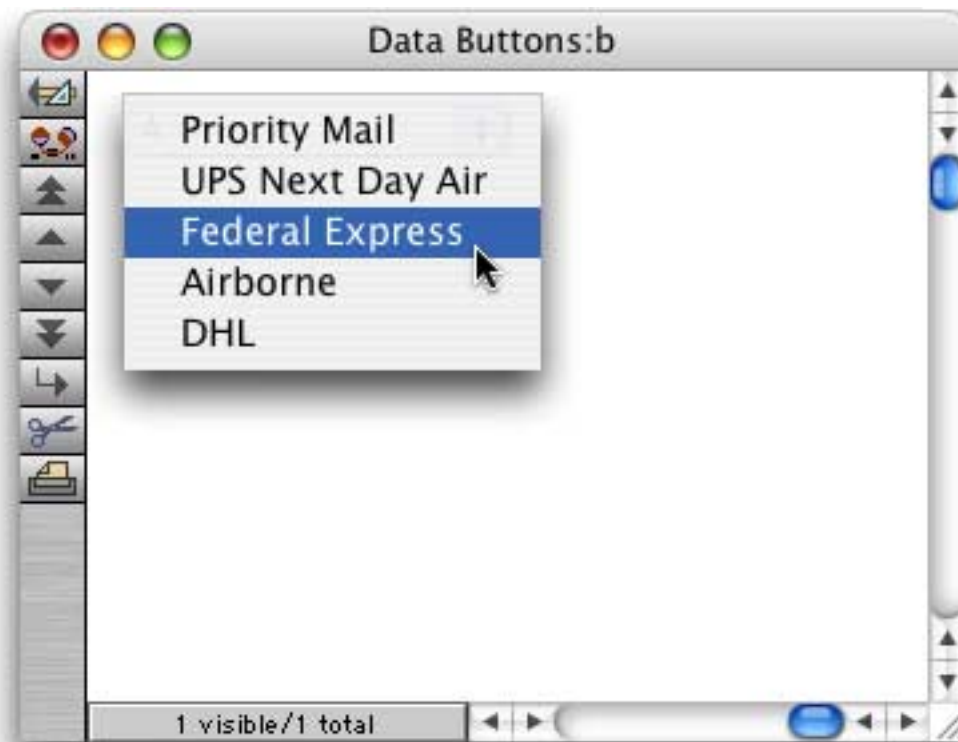 Data Buttons:b
Priority Mail
UPS Next Day Air
Federal Express
Airborne
DHL
1 visible/1 total